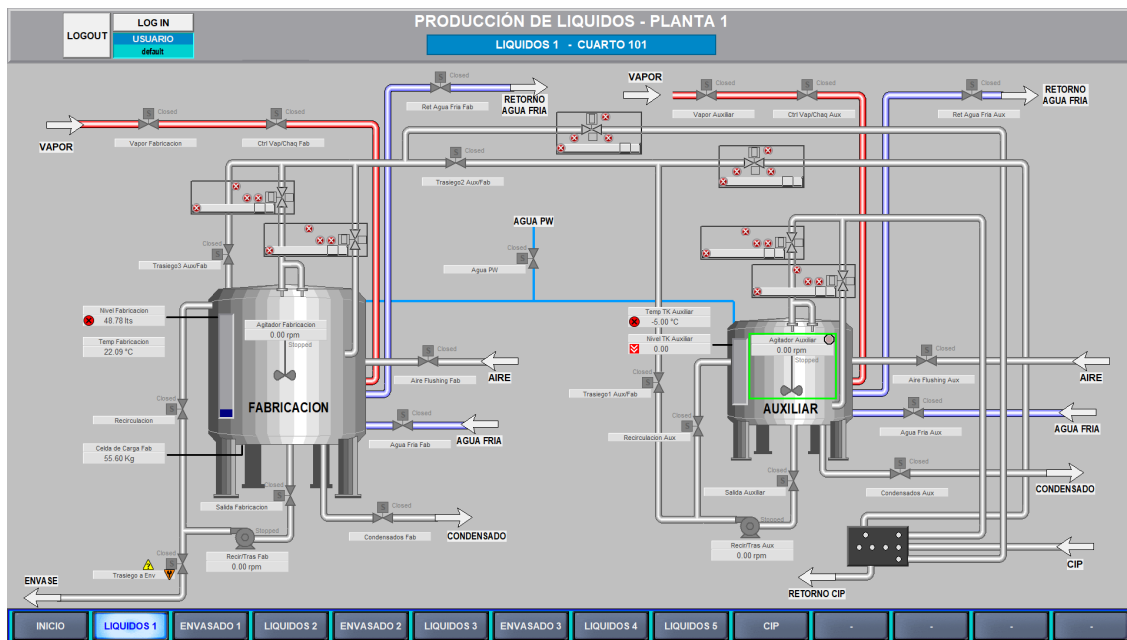 PRODUCCIÓN DE LIQUIDOS - PLANTA 1
LOGOUT
LOG IN
USUARIO
default
LIQUIDOS 1 - CUARTO 101
VAPOR
Closed
Vapor Fabricacion
Closed
Ctrl Vap/Chaq Fab
Closed
Ret Agua Fria Fab
RETORNO
AGUA FRIA
VAPOR
Closed
Vapor Auxiliar
Closed
Ctrl Vap/Chaq Aux
Closed
Ret Agua Fria Aux
RETORNO
AGUA FRIA
Closed
Trasiego2 Aux/Fab
Closed
Trasiego3 Aux/Fab
AGUA PW
Closed
Agua PW
Nivel Fabricacion
48.78 lts
Temp Fabricacion
22.09 °C
Agitador Fabricacion
0.00 rpm
Stopped
FABRICACION
Closed
Recirculacion
Celda de Carga Fab
55.60 Kg
Closed
Aire Flushing Fab
AIRE
Closed
Agua Fria Fab
AGUA FRIA
Closed
Salida Fabricacion
Stopped
Recir/Tras Fab
0.00 rpm
Closed
Condensados Fab
CONDENSADO
Closed
Trasiego a Env
ENVASE
Temp TK Auxiliar
-5.00 °C
Nivel TK Auxiliar
0.00
Agitador Auxiliar
0.00 rpm
Stopped
AUXILIAR
Closed
Trasiego1 Aux/Fab
Closed
Recirculacion Aux
Closed
Aire Flushing Aux
AIRE
Closed
Agua Fria Aux
AGUA FRIA
Closed
Salida Auxiliar
Closed
Condensados Aux
CONDENSADO
Stopped
Recir/Tras Aux
0.00 rpm
CIP
RETORNO CIP
INICIO
LIQUIDOS 1
ENVASADO 1
LIQUIDOS 2
ENVASADO 2
LIQUIDOS 3
ENVASADO 3
LIQUIDOS 4
LIQUIDOS 5
CIP
-
-
-
-